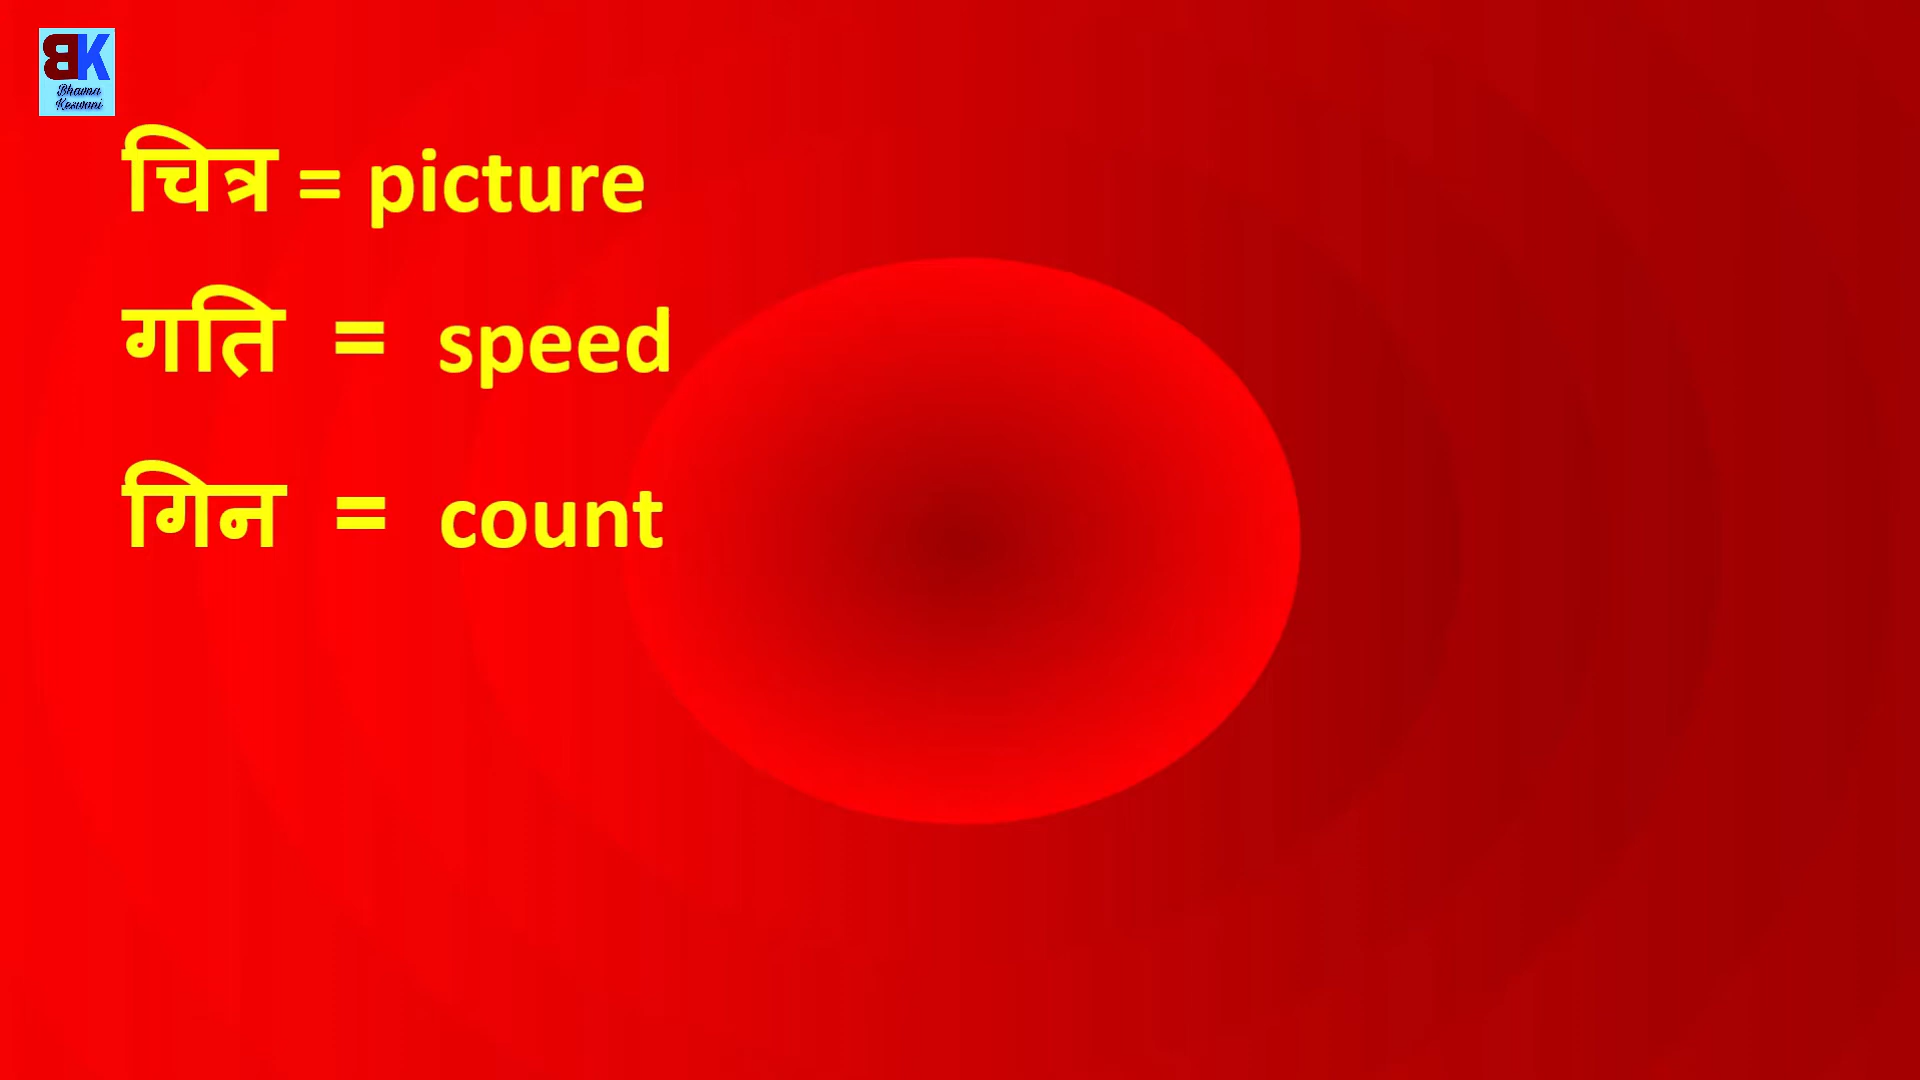 BK
Bhavna
Keswani
चित्र = picture
गति = speed
गिन = count